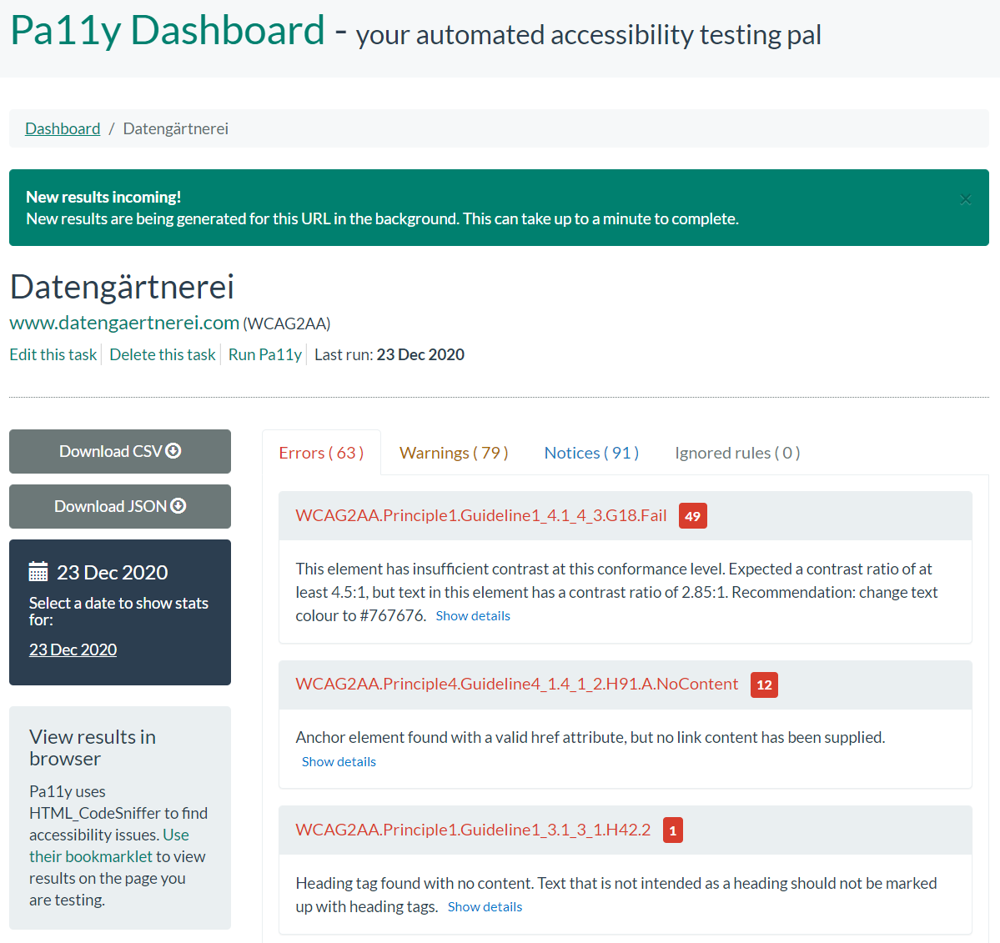 Pa11y Dashboard - your automated accessibility testing pal
Dashboard / Datengärtnerei
New results incoming!
×
New results are being generated for this URL in the background. This can take up to a minute to complete.
Datengärtnerei
www.datengaertnerei.com (WCAG2AA)
Edit this task Delete this task Run Pa11y Last run: 23 Dec 2020
Download CSV
Download JSON
23 Dec 2020
Select a date to show stats
for:
23 Dec 2020
View results in
browser
Pa11y uses
HTML_CodeSniffer to find
accessibility issues. Use
their bookmarklet to view
results on the page you
are testing.
Errors ( 63 ) Warnings ( 79 ) Notices ( 91 ) Ignored rules ( 0 )
WCAG2AA.Principle1.Guideline1_4.1_4_3.G18.Fail 49
This element has insufficient contrast at this conformance level. Expected a contrast ratio of at
least 4.5:1, but text in this element has a contrast ratio of 2.85:1. Recommendation: change text
colour to #767676. Show details
WCAG2AA.Principle4.Guideline4_1.4_1_2.H91.A.NoContent 12
Anchor element found with a valid href attribute, but no link content has been supplied.
Show details
WCAG2AA.Principle1.Guideline1_3.1_3_1.H42.2 1
Heading tag found with no content. Text that is not intended as a heading should not be marked
up with heading tags. Show details